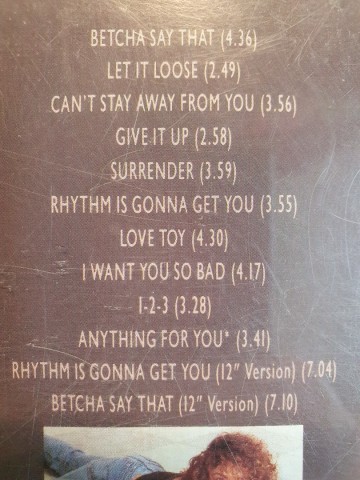 BETCHA SAY THAT (4.36)
LET IT LOOSE (2.49)
CAN'T STAY AWAY FROM YOU (3.56)
GIVE IT UP (2.58)
SURRENDER (3.59)
RHYTHM IS GONNA GET YOU (3.55)
LOVE TOY (4.30)
I WANT YOU SO BAD (4.17)
1-2-3 (3.28)
ANYTHING FOR YOU* (3.41)
RHYTHM IS GONNA GET YOU (12" Version) (7.04)
BETCHA SAY THAT (12" Version) (7.10)